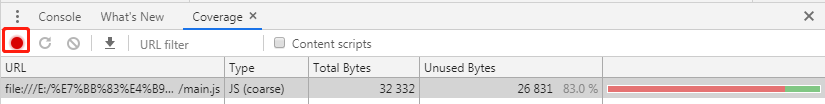 Console What's New Coverage ×
URL filter Content scripts
URL Type Total Bytes Unused Bytes
file:///E:/%E7%BB%83%E4%B9... /main.js JS (coarse) 32 332 26 831 83.0 %